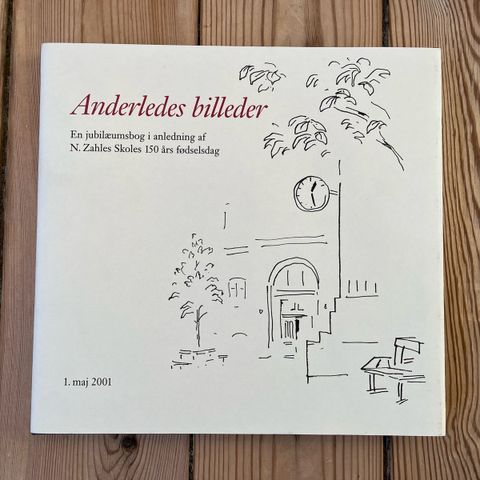 Anderledes billeder
En jubilæumsbog i anledning af
N. Zahles Skoles 150 års fødselsdag
1. maj 2001